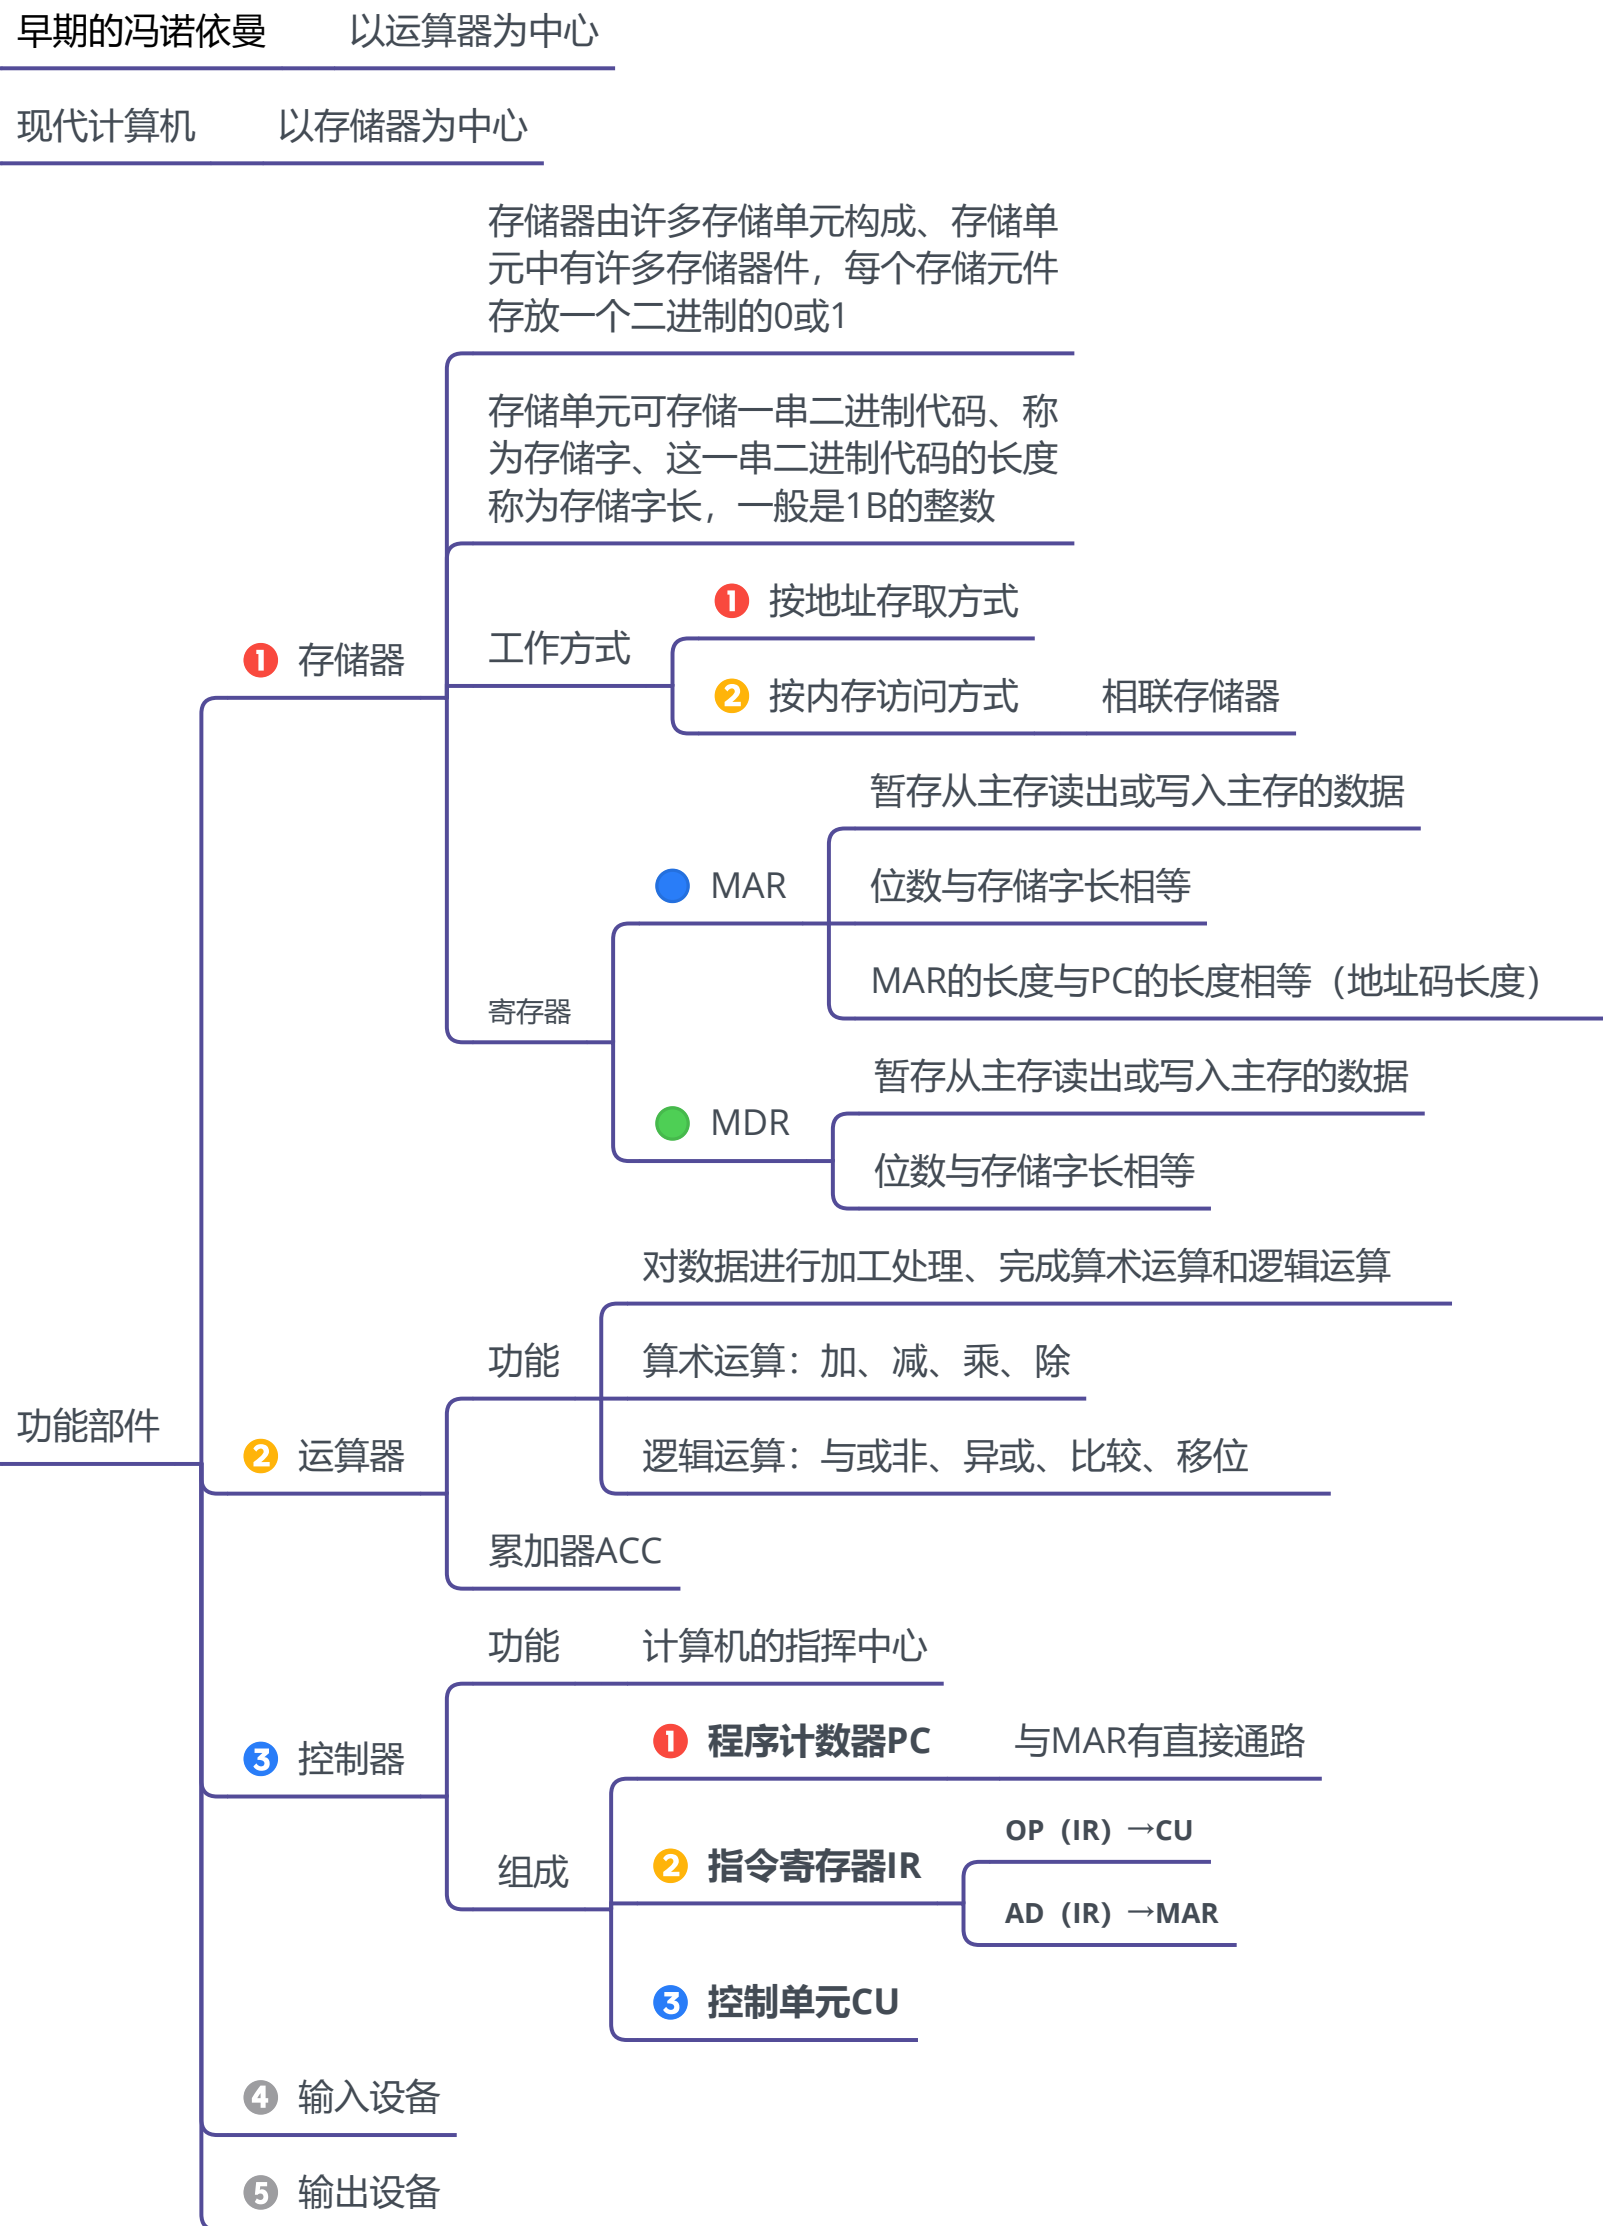 早期的冯诺依曼 以运算器为中心
现代计算机 以存储器为中心
功能部件
1 存储器
存储器由许多存储单元构成、存储单
元中有许多存储器件，每个存储元件
存放一个二进制的0或1
存储单元可存储一串二进制代码、称
为存储字、这一串二进制代码的长度
称为存储字长，一般是1B的整数
工作方式
1 按地址存取方式
2 按内存访问方式 相联存储器
寄存器
MAR
暂存从主存读出或写入主存的数据
位数与存储字长相等
MAR的长度与PC的长度相等（地址码长度）
MDR
暂存从主存读出或写入主存的数据
位数与存储字长相等
2 运算器
功能
对数据进行加工处理、完成算术运算和逻辑运算
算术运算：加、减、乘、除
逻辑运算：与或非、异或、比较、移位
累加器ACC
3 控制器
功能 计算机的指挥中心
组成
1 程序计数器PC 与MAR有直接通路
2 指令寄存器IR
OP（IR）→CU
AD（IR）→MAR
3 控制单元CU
4 输入设备
5 输出设备